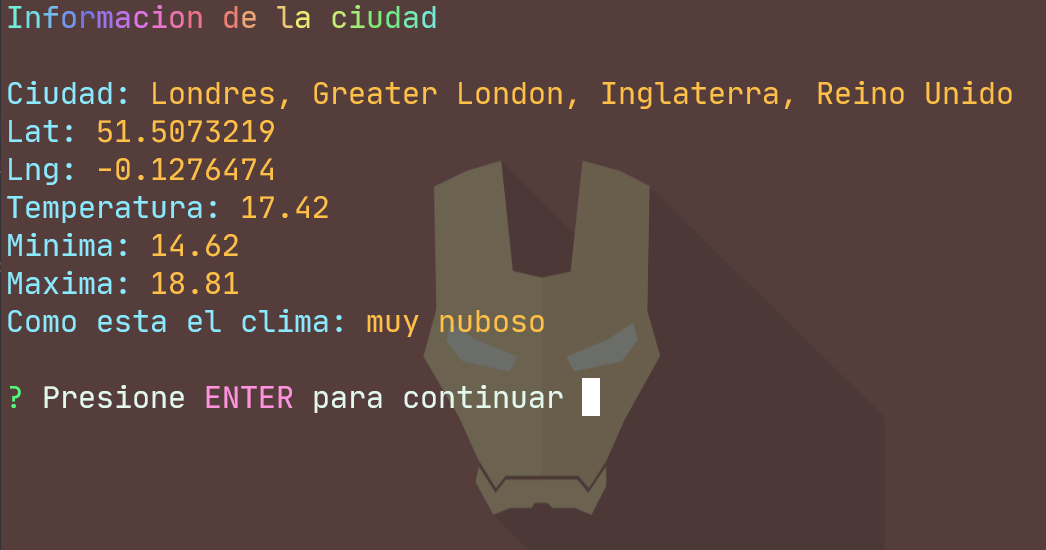 Informacion de la ciudad
Ciudad: Londres, Greater London, Inglaterra, Reino Unido
Lat: 51.5073219
Lng: -0.1276474
Temperatura: 17.42
Minima: 14.62
Maxima: 18.81
Como esta el clima: muy nuboso
? Presione ENTER para continuar